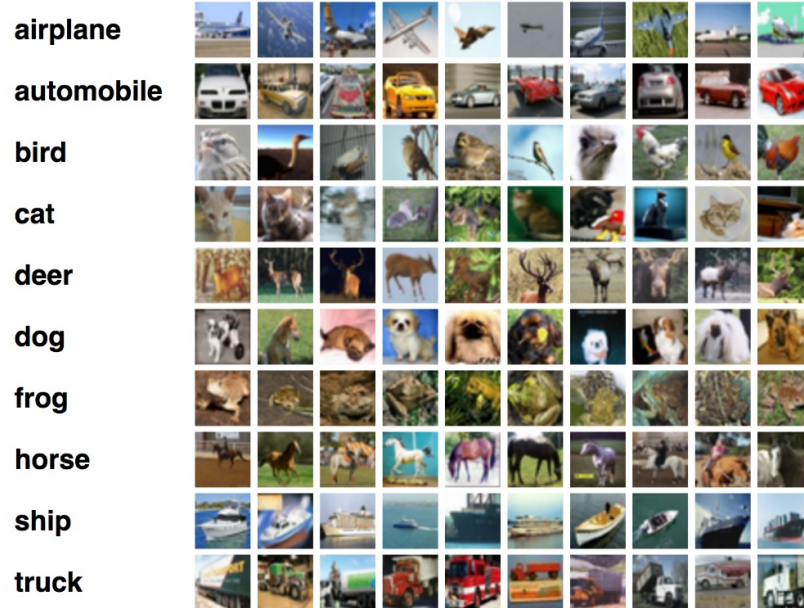 airplane
automobile
bird
cat
deer
dog
frog
horse
ship
truck